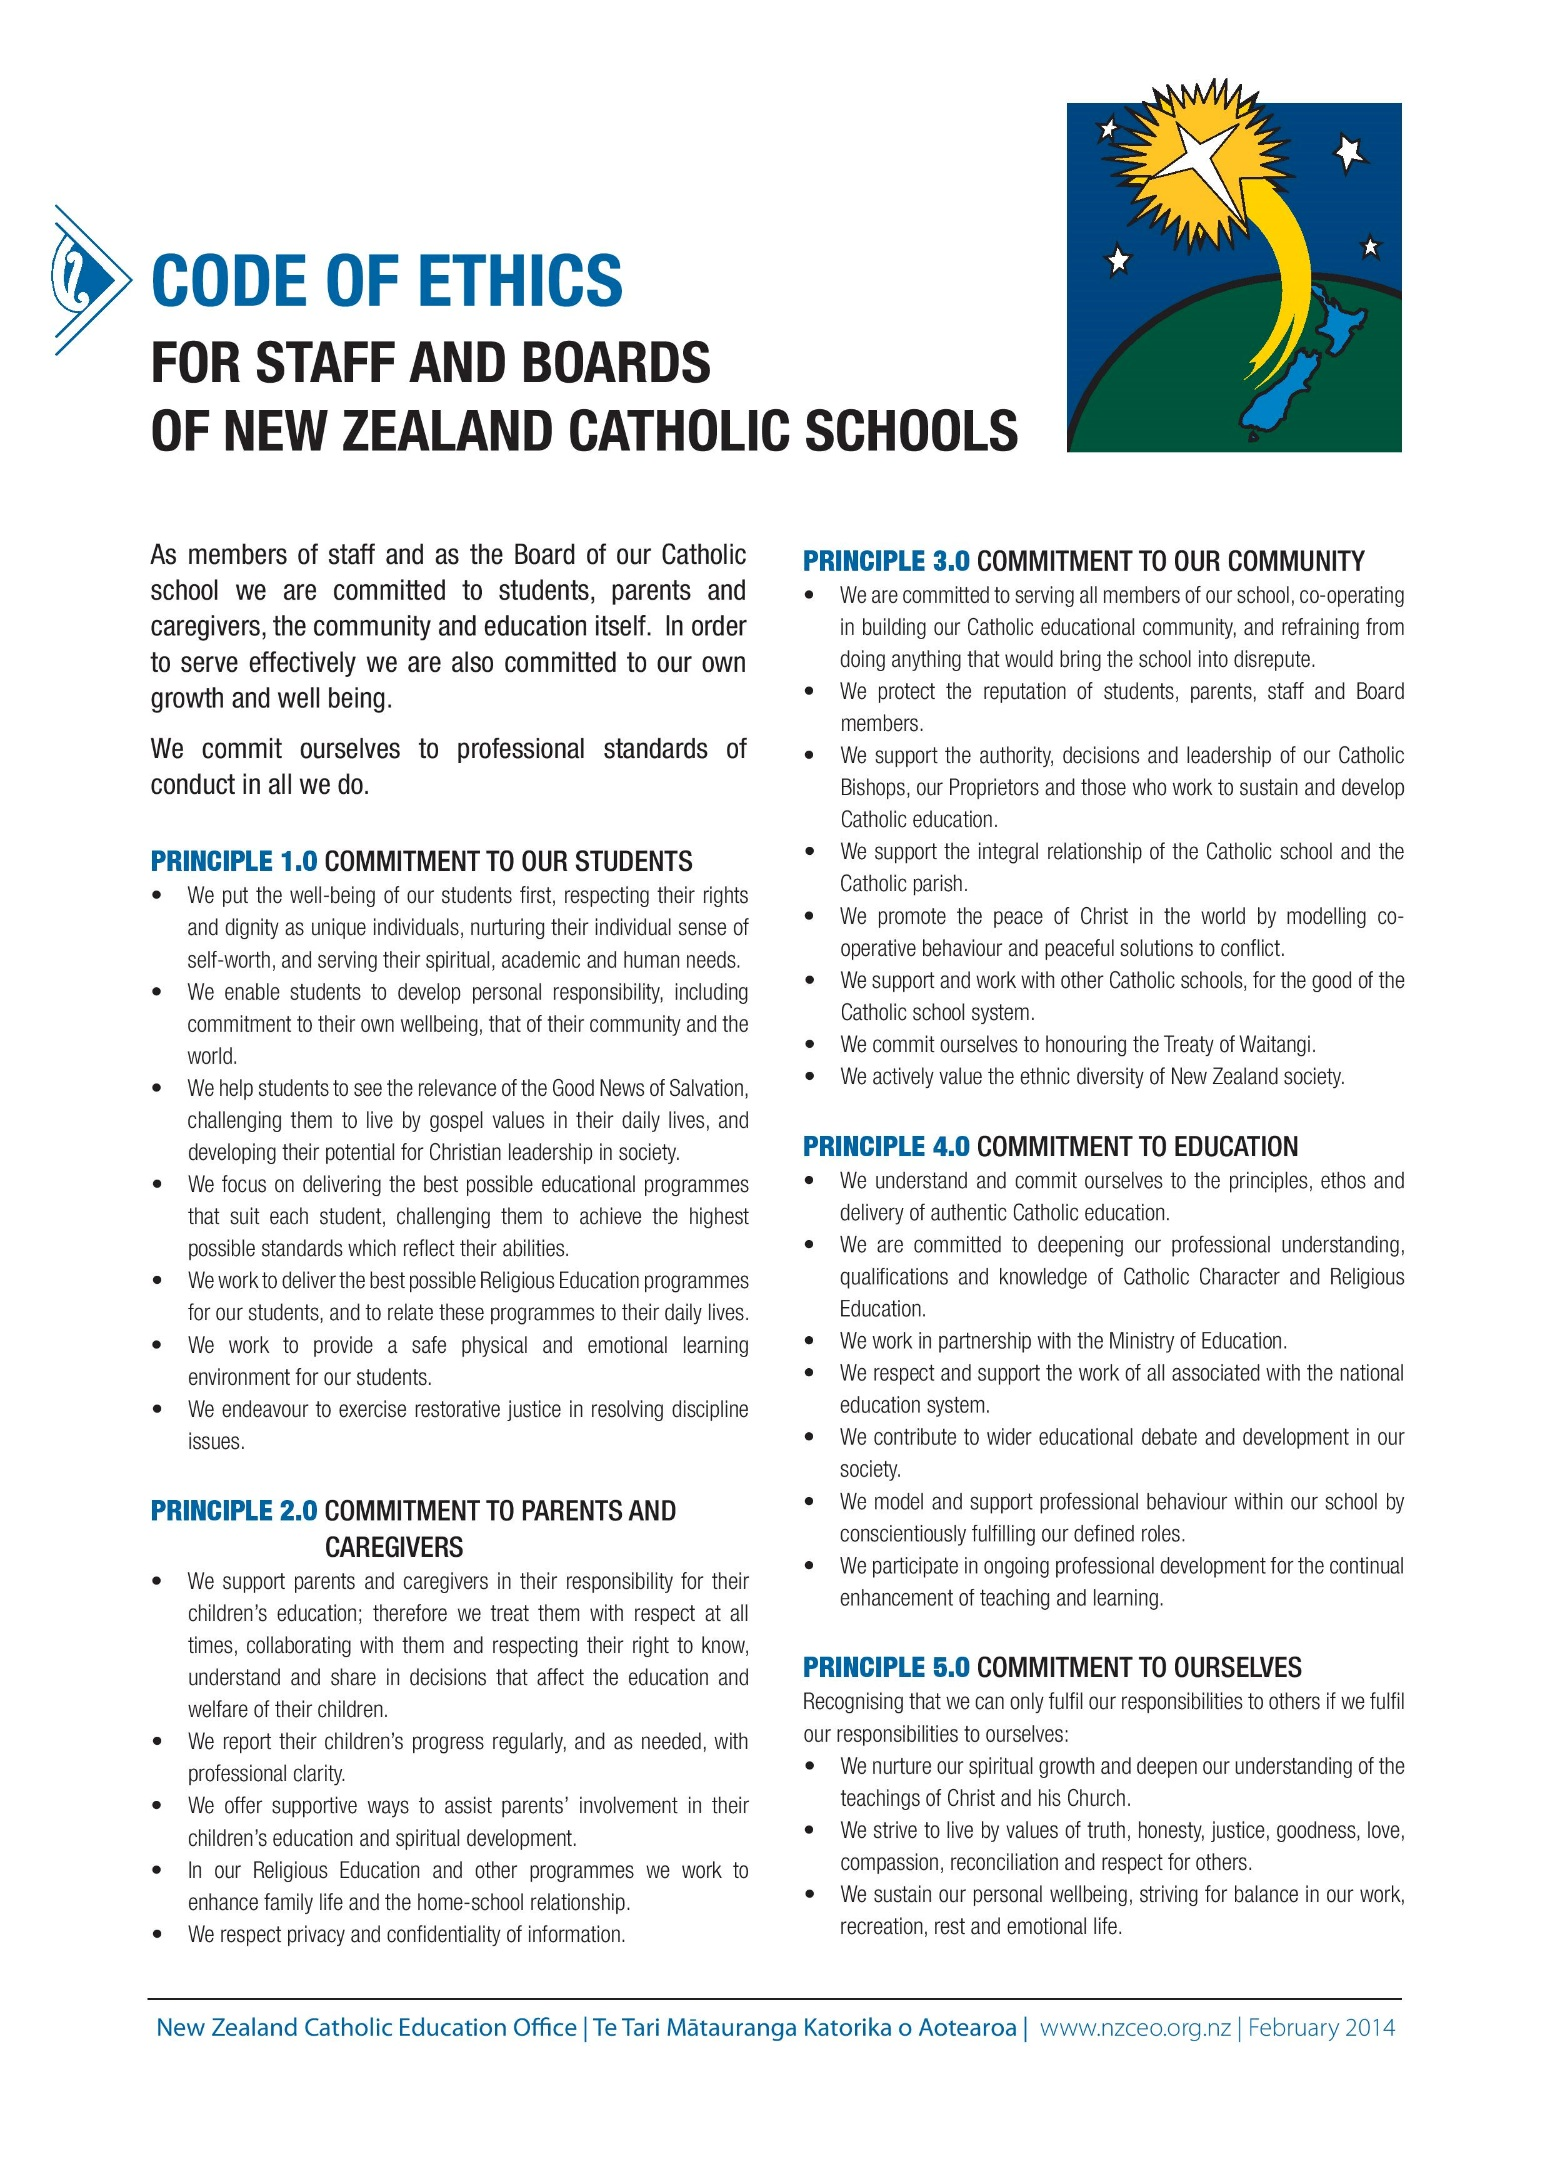 CODE OF ETHICS
FOR STAFF AND BOARDS
OF NEW ZEALAND CATHOLIC SCHOOLS
As members of staff and as the Board of our Catholic
school we are committed to students, parents and
caregivers, the community and education itself. In order
to serve effectively we are also committed to our own
growth and well being.
We commit ourselves to professional standards of
conduct in all we do.
PRINCIPLE 1.0 COMMITMENT TO OUR STUDENTS
• We put the well-being of our students first, respecting their rights
and dignity as unique individuals, nurturing their individual sense of
self-worth, and serving their spiritual, academic and human needs.
• We enable students to develop personal responsibility, including
commitment to their own wellbeing, that of their community and the
world.
• We help students to see the relevance of the Good News of Salvation,
challenging them to live by gospel values in their daily lives, and
developing their potential for Christian leadership in society.
• We focus on delivering the best possible educational programmes
that suit each student, challenging them to achieve the highest
possible standards which reflect their abilities.
• We work to deliver the best possible Religious Education programmes
for our students, and to relate these programmes to their daily lives.
• We work to provide a safe physical and emotional learning
environment for our students.
• We endeavour to exercise restorative justice in resolving discipline
issues.
PRINCIPLE 2.0 COMMITMENT TO PARENTS AND
CAREGIVERS
• We support parents and caregivers in their responsibility for their
children's education; therefore we treat them with respect at all
times, collaborating with them and respecting their right to know,
understand and share in decisions that affect the education and
welfare of their children.
• We report their children's progress regularly, and as needed, with
professional clarity.
• We offer supportive ways to assist parents' involvement in their
children's education and spiritual development.
• In our Religious Education and other programmes we work to
enhance family life and the home-school relationship.
• We respect privacy and confidentiality of information.
PRINCIPLE 3.0 COMMITMENT TO OUR COMMUNITY
• We are committed to serving all members of our school, co-operating
in building our Catholic educational community, and refraining from
doing anything that would bring the school into disrepute.
• We protect the reputation of students, parents, staff and Board
members.
• We support the authority, decisions and leadership of our Catholic
Bishops, our Proprietors and those who work to sustain and develop
Catholic education.
• We support the integral relationship of the Catholic school and the
Catholic parish.
• We promote the peace of Christ in the world by modelling co-
operative behaviour and peaceful solutions to conflict.
• We support and work with other Catholic schools, for the good of the
Catholic school system.
• We commit ourselves to honouring the Treaty of Waitangi.
• We actively value the ethnic diversity of New Zealand society.
PRINCIPLE 4.0 COMMITMENT TO EDUCATION
• We understand and commit ourselves to the principles, ethos and
delivery of authentic Catholic education.
• We are committed to deepening our professional understanding,
qualifications and knowledge of Catholic Character and Religious
Education.
• We work in partnership with the Ministry of Education.
• We respect and support the work of all associated with the national
education system.
• We contribute to wider educational debate and development in our
society.
• We model and support professional behaviour within our school by
conscientiously fulfilling our defined roles.
• We participate in ongoing professional development for the continual
enhancement of teaching and learning.
PRINCIPLE 5.0 COMMITMENT TO OURSELVES
Recognising that we can only fulfil our responsibilities to others if we fulfil
our responsibilities to ourselves:
• We nurture our spiritual growth and deepen our understanding of the
teachings of Christ and his Church.
• We strive to live by values of truth, honesty, justice, goodness, love,
compassion, reconciliation and respect for others.
• We sustain our personal wellbeing, striving for balance in our work,
recreation, rest and emotional life.
New Zealand Catholic Education Office | Te Tari Mātauranga Katorika o Aotearoa | www.nzceo.org.nz | February 2014